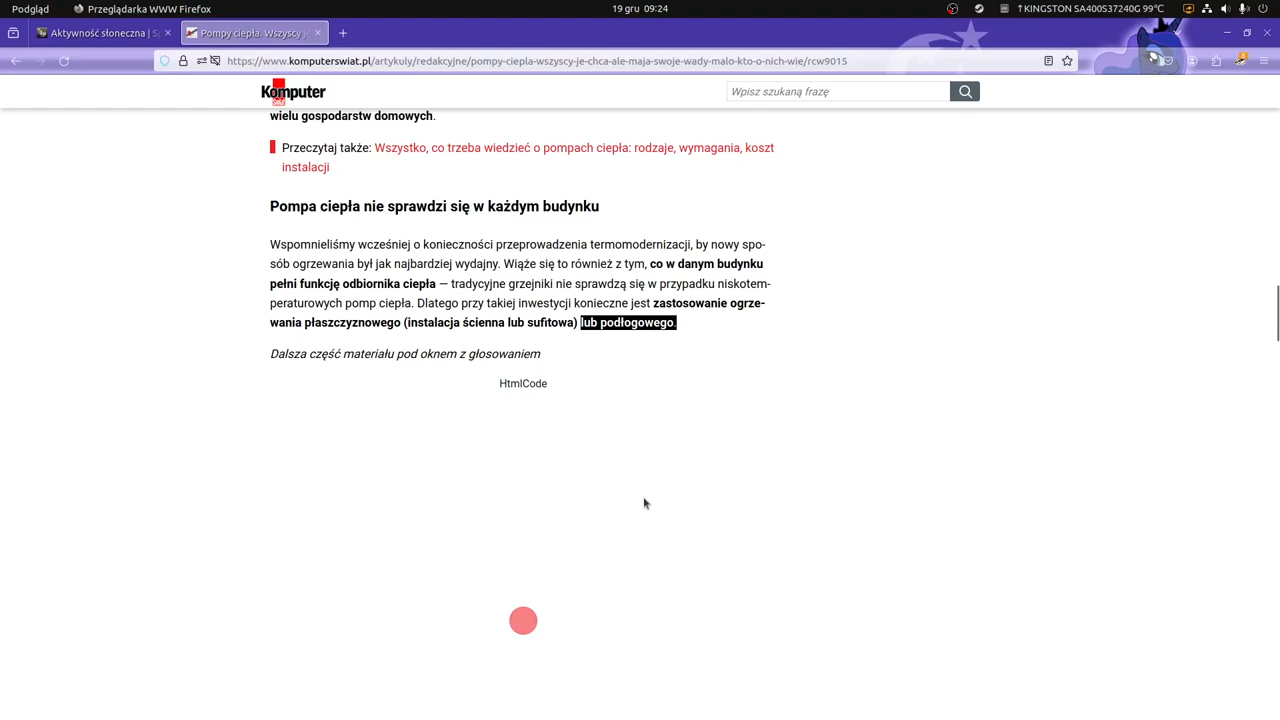 Podgląd
Przeglądarka WWW Firefox
19 gru 09:24
↑KINGSTON SA400S37240G 99°C
Aktywność słoneczna | Sp
Pompy ciepła. Wszyscy j
https://www.komputerswiat.pl/artykuly/redakcyjne/pompy-ciepla-wszyscy-je-chca-ale-maja-swoje-wady-malo-kto-o-nich-wie/rcw9015
Komputer
Świat
Wpisz szukaną frazę
wielu gospodarstw domowych.
Przeczytaj także: Wszystko, co trzeba wiedzieć o pompach ciepła: rodzaje, wymagania, koszt
instalacji
Pompa ciepła nie sprawdzi się w każdym budynku
Wspomnieliśmy wcześniej o konieczności przeprowadzenia termomodernizacji, by nowy spo-
sób ogrzewania był jak najbardziej wydajny. Wiąże się to również z tym, co w danym budynku
pełni funkcję odbiornika ciepła — tradycyjne grzejniki nie sprawdzą się w przypadku niskotem-
peraturowych pomp ciepła. Dlatego przy takiej inwestycji konieczne jest zastosowanie ogrze-
wania płaszczyznowego (instalacja ścienna lub sufitowa) lub podłogowego.
Dalsza część materiału pod oknem z głosowaniem
HtmlCode